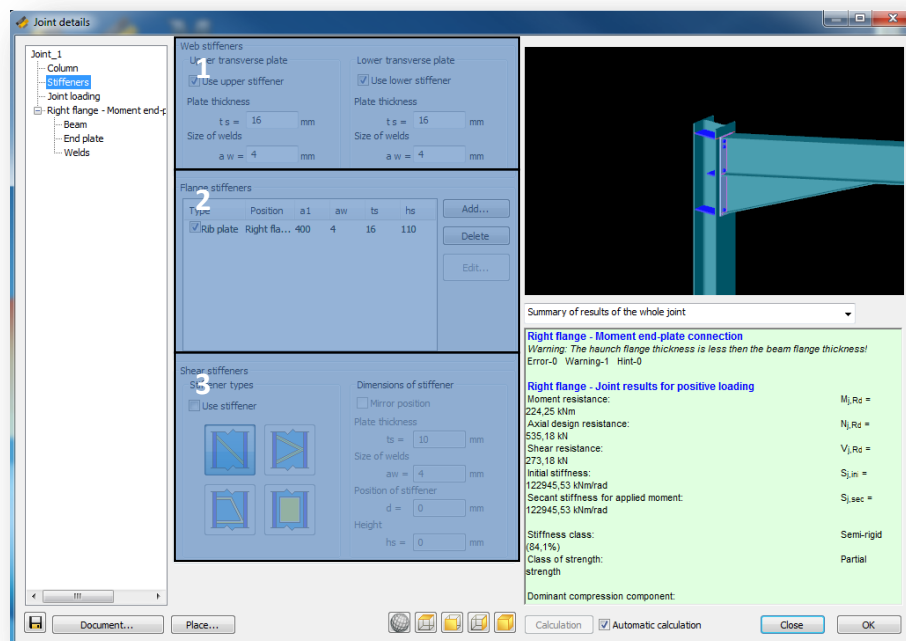 Joint details
Joint_1
Column
Stiffeners
Joint loading
Right flange - Moment end-p
Beam
End plate
Welds
Web stiffeners
1
Upper transverse plate
Lower transverse plate
Use upper stiffener
Use lower stiffener
Plate thickness
Plate thickness
t s = 16 mm
t s = 16 mm
Size of welds
Size of welds
a w = 4 mm
a w = 4 mm
Flange stiffeners
2
Type Position a1 aw ts hs
Rib plate Right fla... 400 4 16 110
Add...
Delete
Edit...
Shear stiffeners
3
Stiffener types
Use stiffener
Dimensions of stiffener
Mirror position
Plate thickness
ts = 10 mm
Size of welds
aw = 4 mm
Position of stiffener
d = 0 mm
Height
hs = 0 mm
Summary of results of the whole joint
Right flange - Moment end-plate connection
Warning: The haunch flange thickness is less then the beam flange thickness!
Error-0 Warning-1 Hint-0
Right flange - Joint results for positive loading
Moment resistance: Mj,Rd =
224,25 kNm
Axial design resistance: Nj,Rd =
535,18 kN
Shear resistance: Vj,Rd =
273,18 kN
Initial stiffness: Sj,ini =
122945,53 kNm/rad
Secant stiffness for applied moment: Sj,sec =
122945,53 kNm/rad
Stiffness class: Semi-rigid
(84,1%)
Class of strength: Partial
strength
Dominant compression component:
Document... Place... Calculation Automatic calculation Close OK